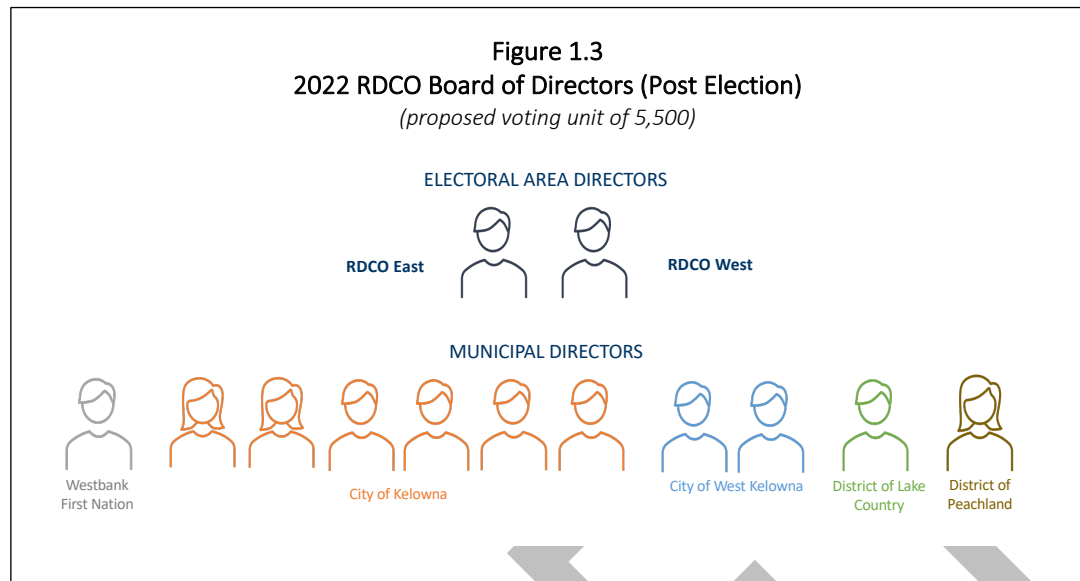 Figure 1.3
2022 RDCO Board of Directors (Post Election)
(proposed voting unit of 5,500)
ELECTORAL AREA DIRECTORS
RDCO East
RDCO West
MUNICIPAL DIRECTORS
Westbank
First Nation
City of Kelowna
City of West Kelowna
District of Lake
Country
District of
Peachland